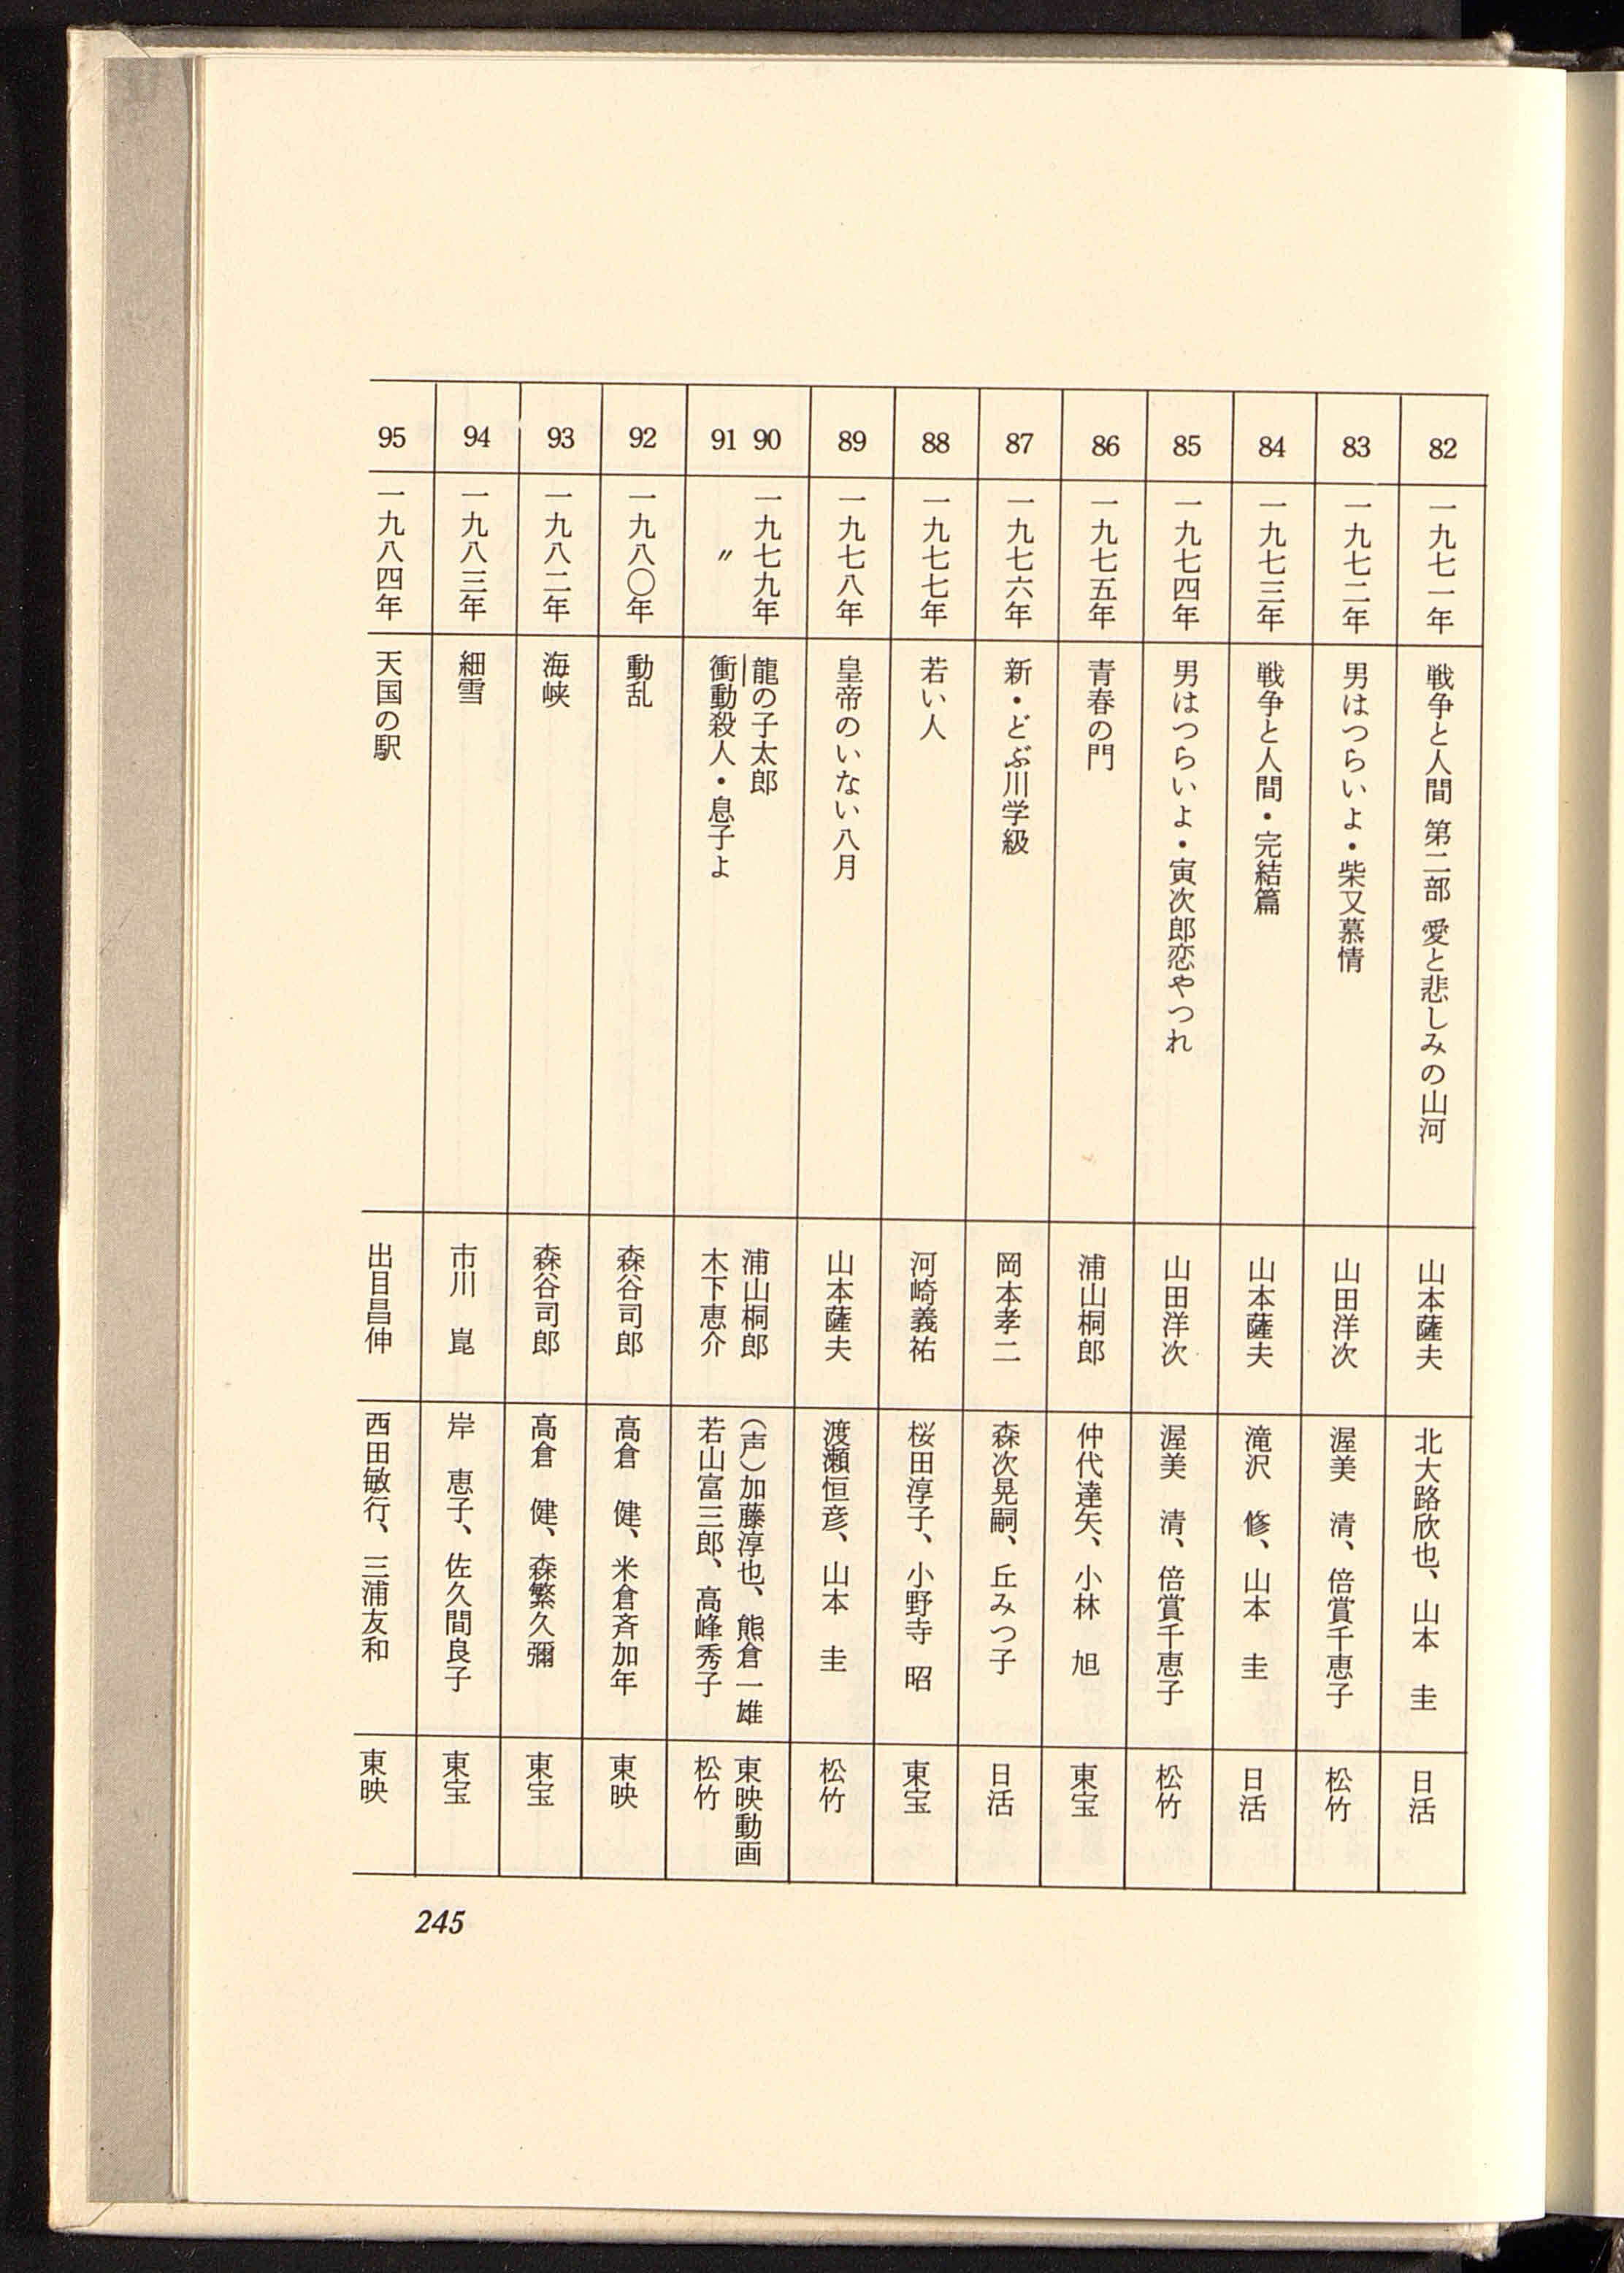 82 一九七一年 戦争と人間 第二部 愛と悲しみの山河 山本薩夫 北大路欣也、山本 圭 日活
83 一九七二年 男はつらいよ・柴又慕情 山田洋次 渥美 清、倍賞千恵子 松竹
84 一九七三年 戦争と人間・完結篇 山本薩夫 滝沢 修、山本 圭 日活
85 一九七四年 男はつらいよ・寅次郎恋やつれ 山田洋次 渥美 清、倍賞千恵子 松竹
86 一九七五年 青春の門 浦山桐郎 仲代達矢、小林 旭 東宝
87 一九七六年 新・どぶ川学級 岡本孝二 森次晃嗣、丘みつ子 日活
88 一九七七年 若い人 河崎義祐 桜田淳子、小野寺 昭 東宝
89 一九七八年 皇帝のいない八月 山本薩夫 渡瀬恒彦、山本 圭 松竹
90 一九七九年 龍の子太郎 浦山桐郎 (声)加藤淳也、熊倉一雄 東映動画
91 〃 衝動殺人・息子よ 木下恵介 若山富三郎、高峰秀子 松竹
92 一九八〇年 動乱 森谷司郎 高倉 健、米倉斉加年 東映
93 一九八二年 海峡 森谷司郎 高倉 健、森繁久彌 東宝
94 一九八三年 細雪 市川 崑 岸 恵子、佐久間良子 東宝
95 一九八四年 天国の駅 出目昌伸 西田敏行、三浦友和 東映
245